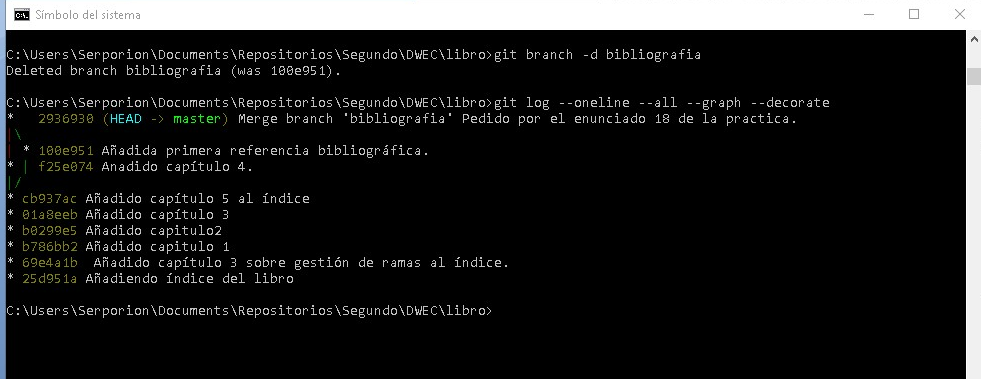 Símbolo del sistema
C:\Users\Serporion\Documents\Repositorios\Segundo\DWEC\libro>git branch -d bibliografia
Deleted branch bibliografia (was 100e951).
C:\Users\Serporion\Documents\Repositorios\Segundo\DWEC\libro>git log --oneline --all --graph --decorate
*   2936930 (HEAD -> master) Merge branch 'bibliografia' Pedido por el enunciado 18 de la practica.
|\
| * 100e951 Añadida primera referencia bibliográfica.
* | f25e074 Anadido capítulo 4.
|/
* cb937ac Añadido capítulo 5 al índice
* 01a8eeb Añadido capítulo 3
* b0299e5 Añadido capitulo2
* b786bb2 Añadido capitulo 1
* 69e4a1b  Añadido capítulo 3 sobre gestión de ramas al índice.
* 25d951a Añadiendo índice del libro
C:\Users\Serporion\Documents\Repositorios\Segundo\DWEC\libro>